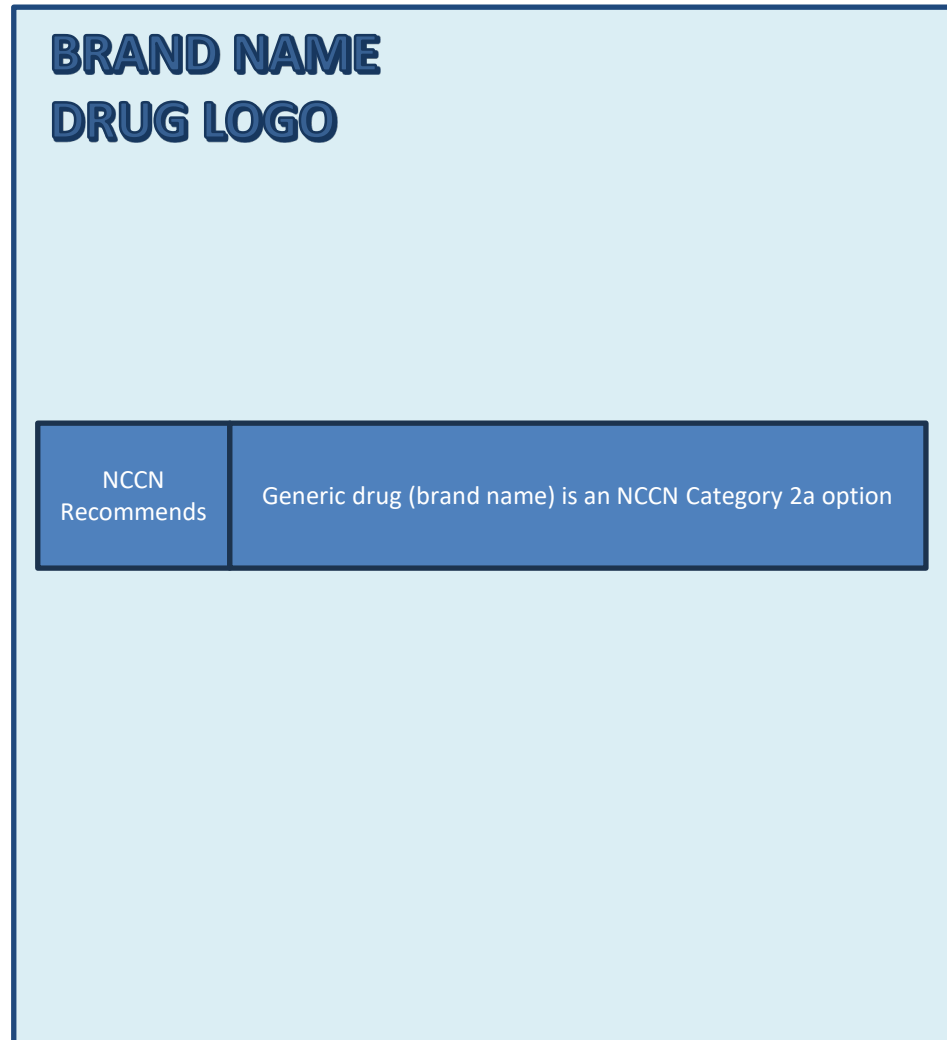 BRAND NAME
DRUG LOGO
NCCN
Recommends
Generic drug (brand name) is an NCCN Category 2a option